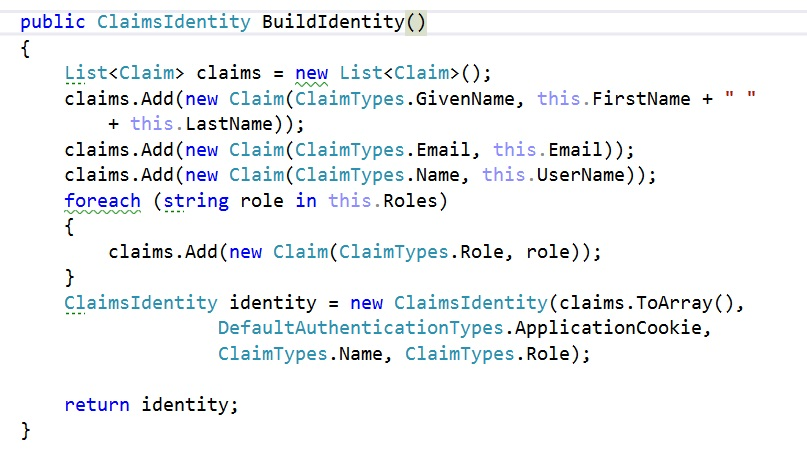 public ClaimsIdentity BuildIdentity()
{
    List<Claim> claims = new List<Claim>();
    claims.Add(new Claim(ClaimTypes.GivenName, this.FirstName + " "
        + this.LastName));
    claims.Add(new Claim(ClaimTypes.Email, this.Email));
    claims.Add(new Claim(ClaimTypes.Name, this.UserName));
    foreach (string role in this.Roles)
    {
        claims.Add(new Claim(ClaimTypes.Role, role));
    }
    ClaimsIdentity identity = new ClaimsIdentity(claims.ToArray(),
                  DefaultAuthenticationTypes.ApplicationCookie,
                  ClaimTypes.Name, ClaimTypes.Role);

    return identity;
}